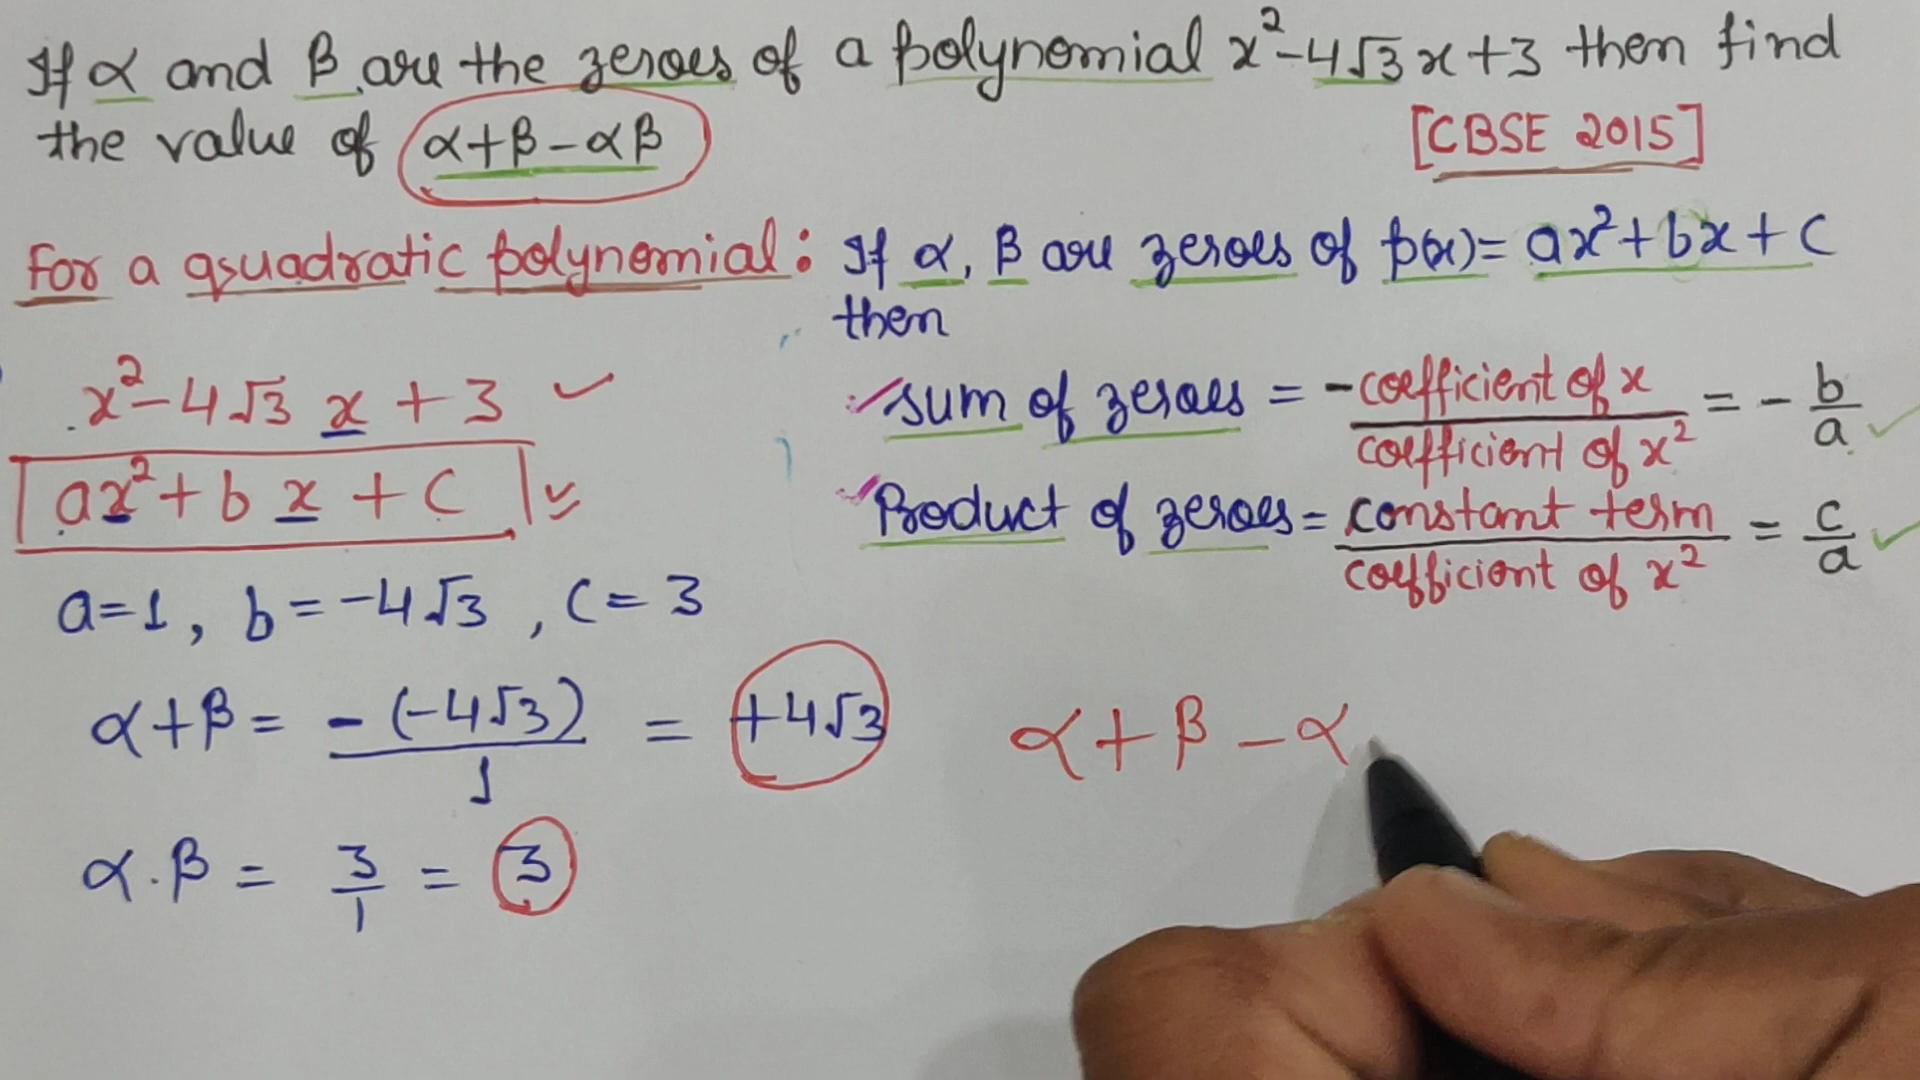 If α and β are the zeroes of a polynomial x²-4√3x+3 then find
the value of α+β-αβ
[CBSE 2015]
For a quadratic polynomial: If α, β are zeroes of p(x)= ax²+bx+c
then
x²-4√3 x + 3 ✓
ax²+ b x + c
sum of zeroes = -coefficient of x / coefficient of x² = - b/a ✓
Product of zeroes = constant term / coefficient of x² = c/a ✓
a=1, b=-4√3, c=3
α+β = -(-4√3) / 1 = +4√3
α+β-α
α.β = 3/1 = 3